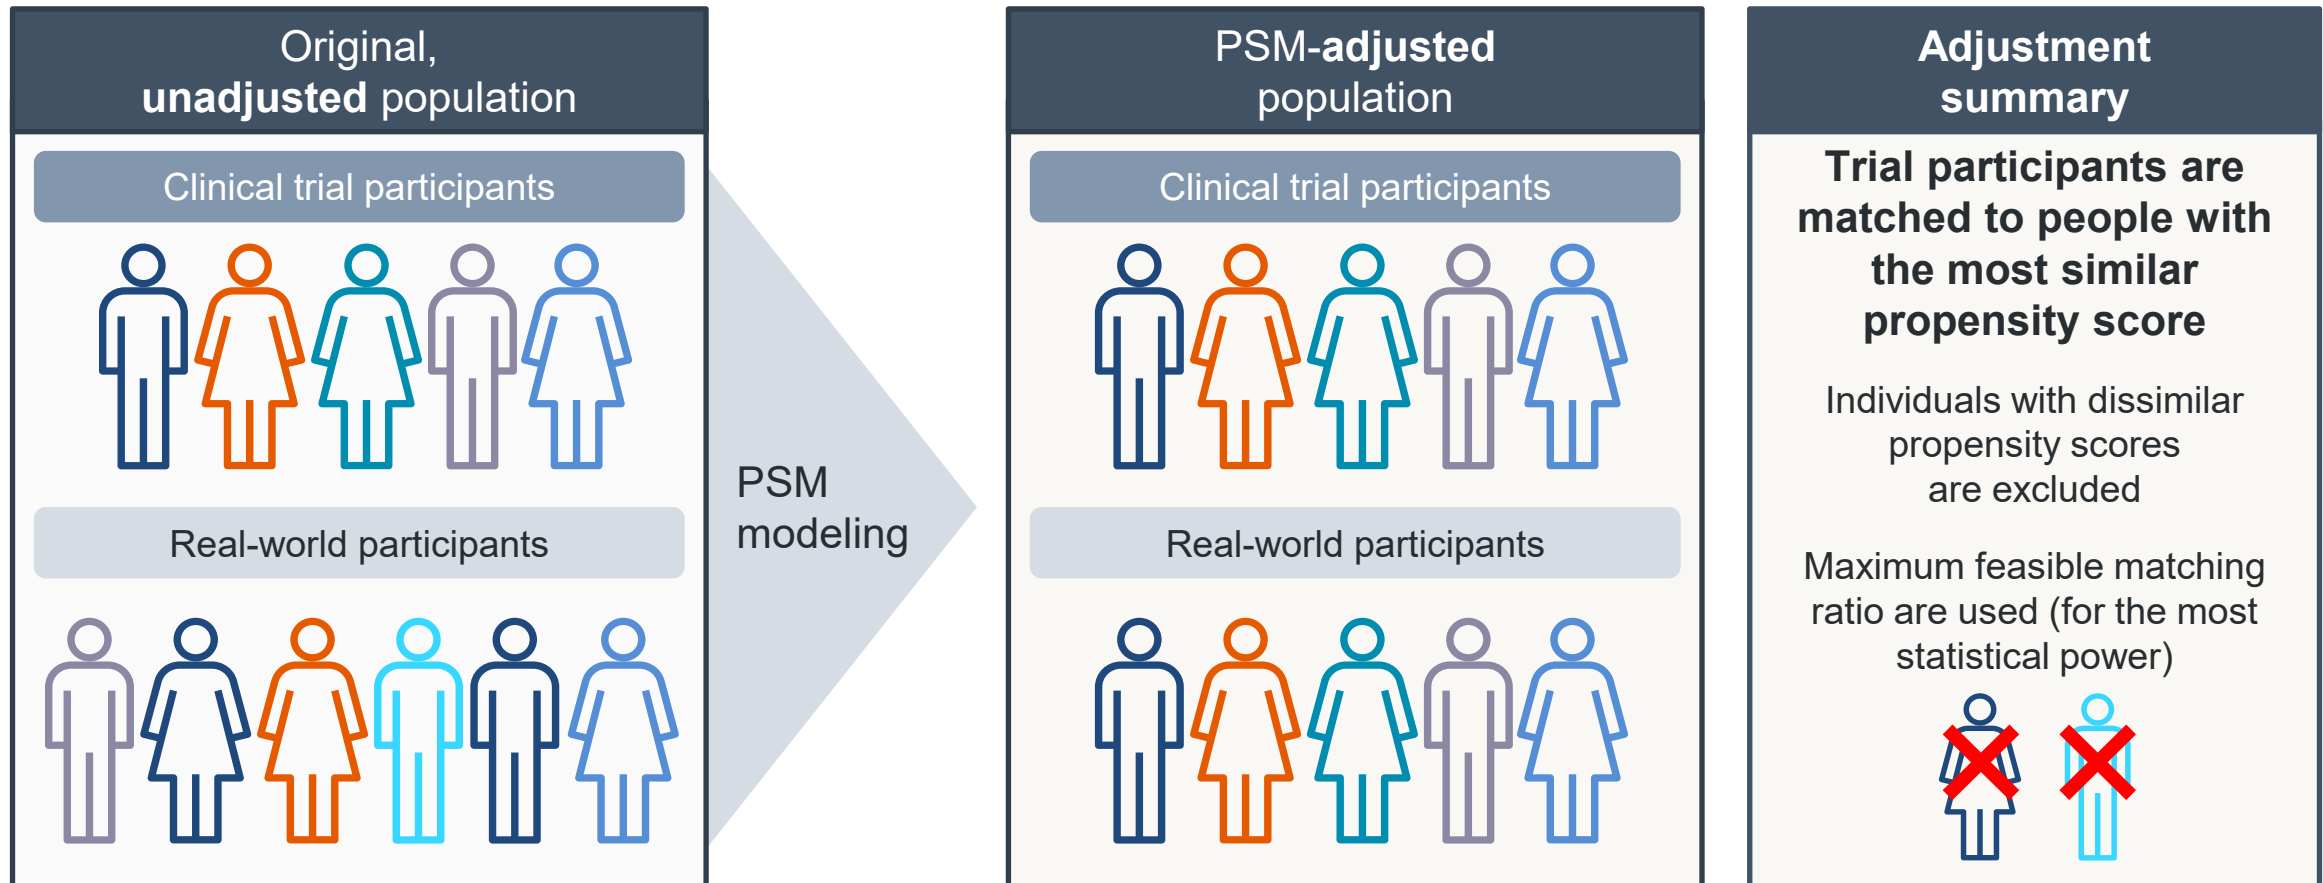 Original,
unadjusted population
Clinical trial participants
Real-world participants
PSM
modeling
PSM-adjusted
population
Clinical trial participants
Real-world participants
Adjustment
summary
Trial participants are
matched to people with
the most similar
propensity score
Individuals with dissimilar
propensity scores
are excluded
Maximum feasible matching
ratio are used (for the most
statistical power)